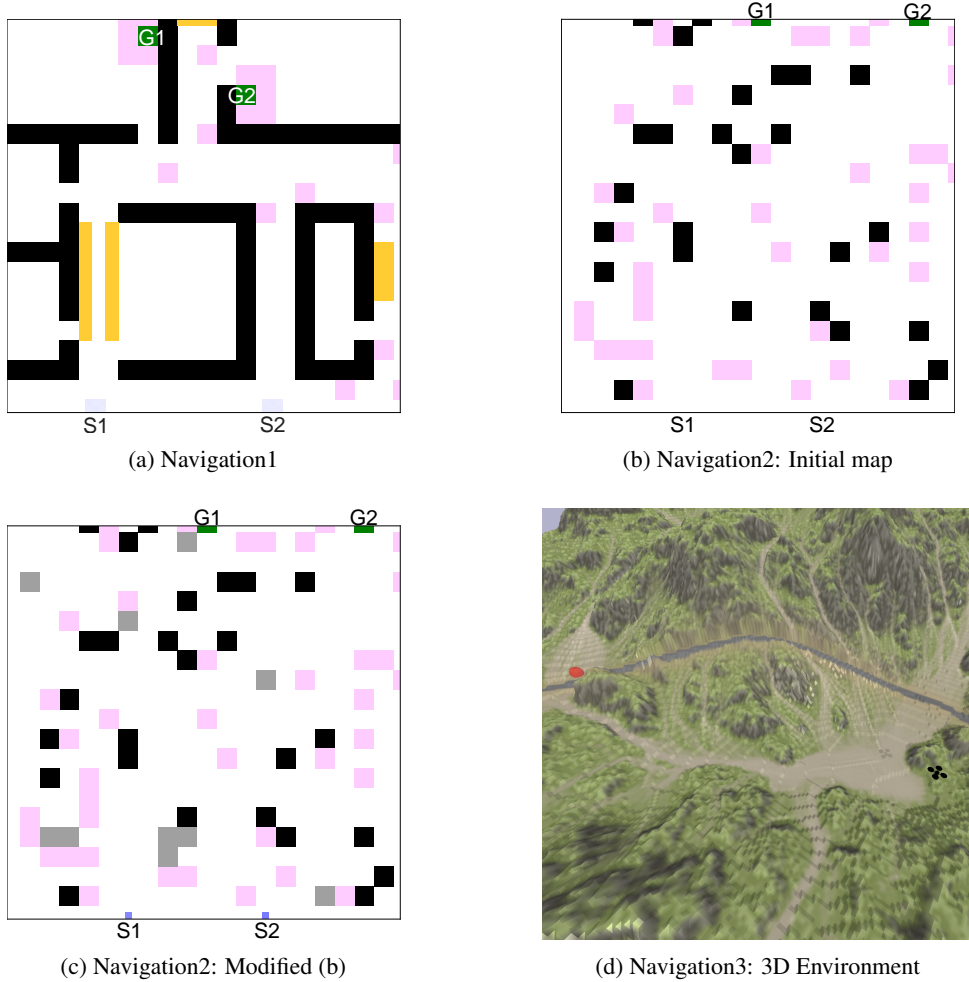 G1
G2
S1 S2
(a) Navigation1
G1 G2
S1 S2
(b) Navigation2: Initial map
G1 G2
S1 S2
(c) Navigation2: Modified (b)
(d) Navigation3: 3D Environment